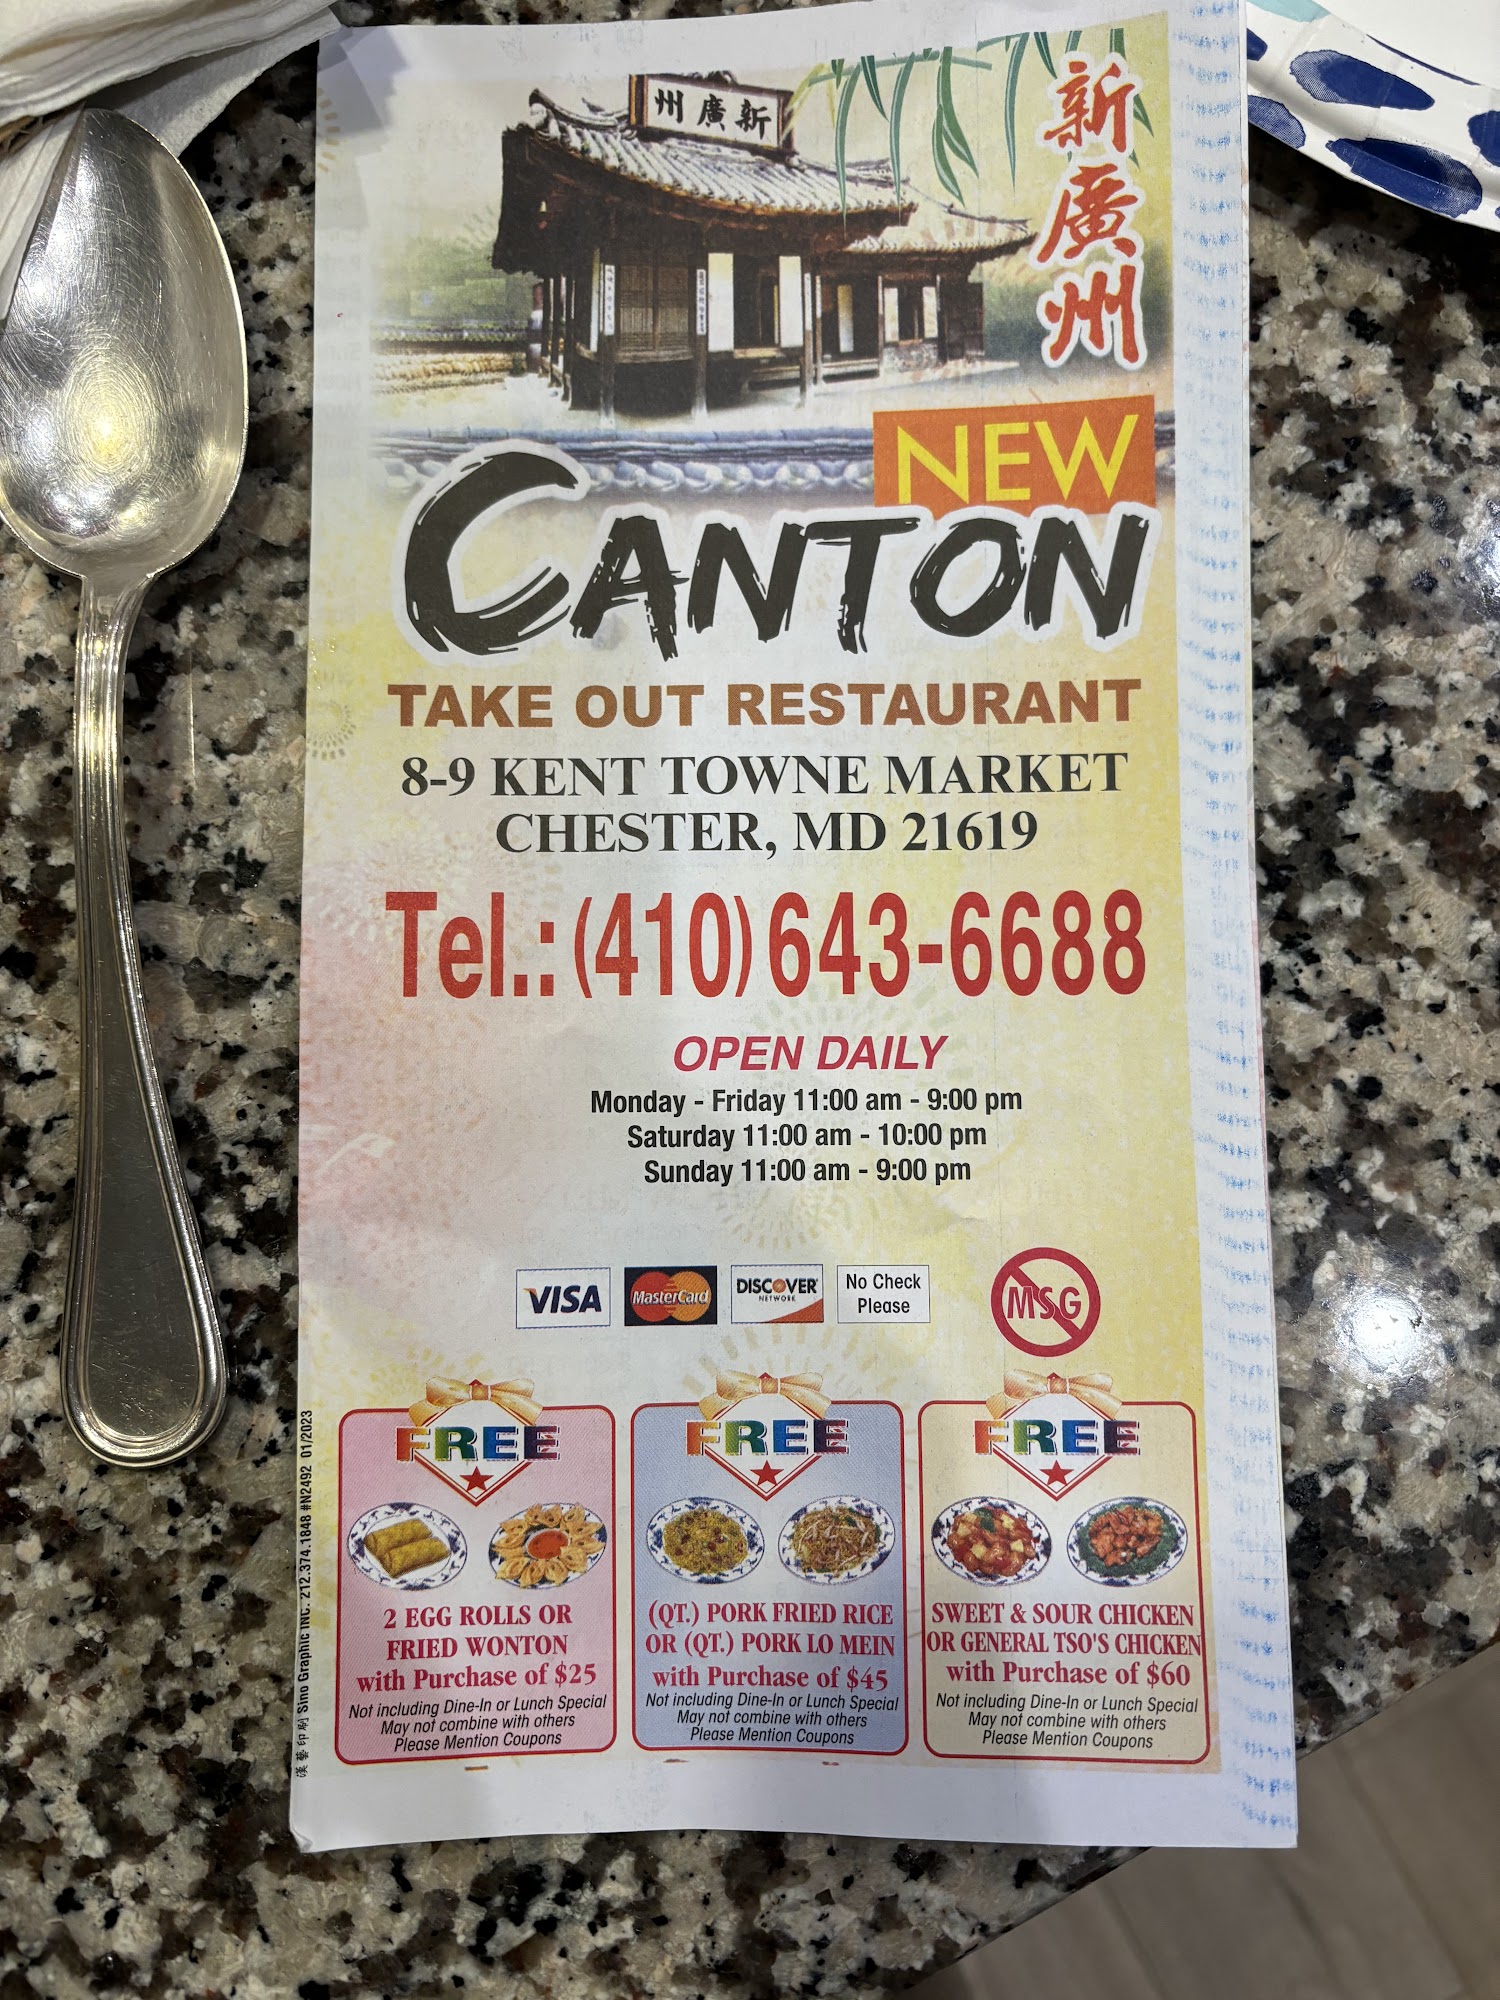 州廣新
新
廣
州
NEW
CANTON
TAKE OUT RESTAURANT
8-9 KENT TOWNE MARKET
CHESTER, MD 21619
Tel.: (410) 643-6688
OPEN DAILY
Monday - Friday 11:00 am - 9:00 pm
Saturday 11:00 am - 10:00 pm
Sunday 11:00 am - 9:00 pm
VISA
MasterCard
DISCOVER
NETWORK
No Check
Please
MSG
FREE
2 EGG ROLLS OR
FRIED WONTON
with Purchase of $25
Not including Dine-In or Lunch Special
May not combine with others
Please Mention Coupons
FREE
(QT.) PORK FRIED RICE
OR (QT.) PORK LO MEIN
with Purchase of $45
Not including Dine-In or Lunch Special
May not combine with others
Please Mention Coupons
FREE
SWEET & SOUR CHICKEN
OR GENERAL TSO'S CHICKEN
with Purchase of $60
Not including Dine-In or Lunch Special
May not combine with others
Please Mention Coupons
漢藝印刷 Sino Graphic INC. 212.374.1848 #N2492 01/2023